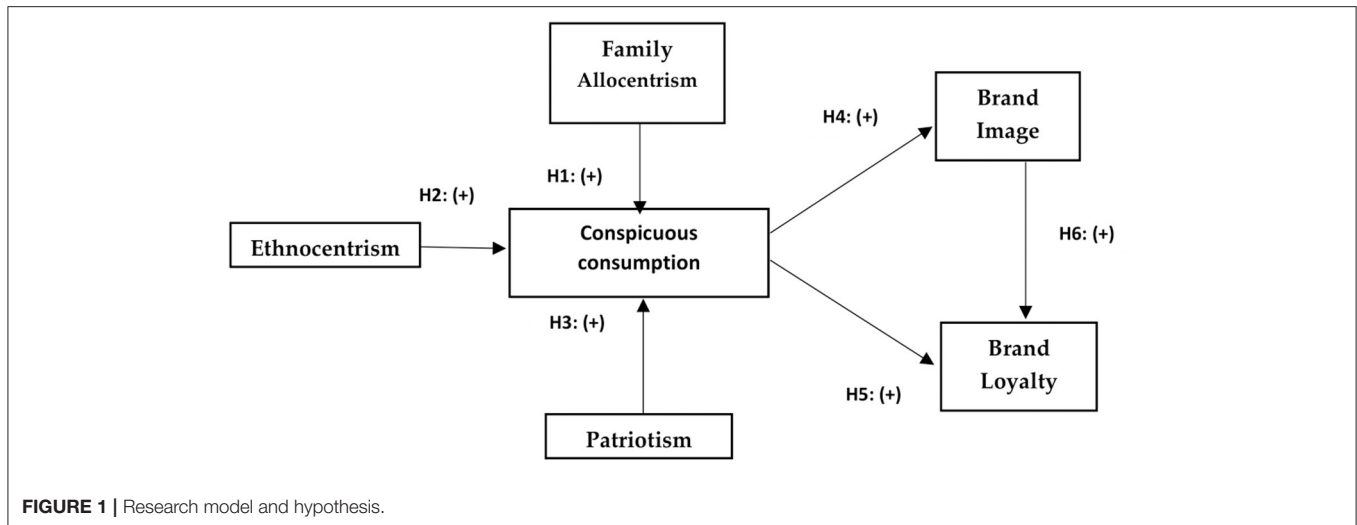 Family
Allocentrism
H4: (+)
Brand
Image
H1: (+)
H2: (+)
Ethnocentrism
Conspicuous
consumption
H6: (+)
H3: (+)
Brand
Loyalty
H5: (+)
Patriotism
FIGURE 1 | Research model and hypothesis.